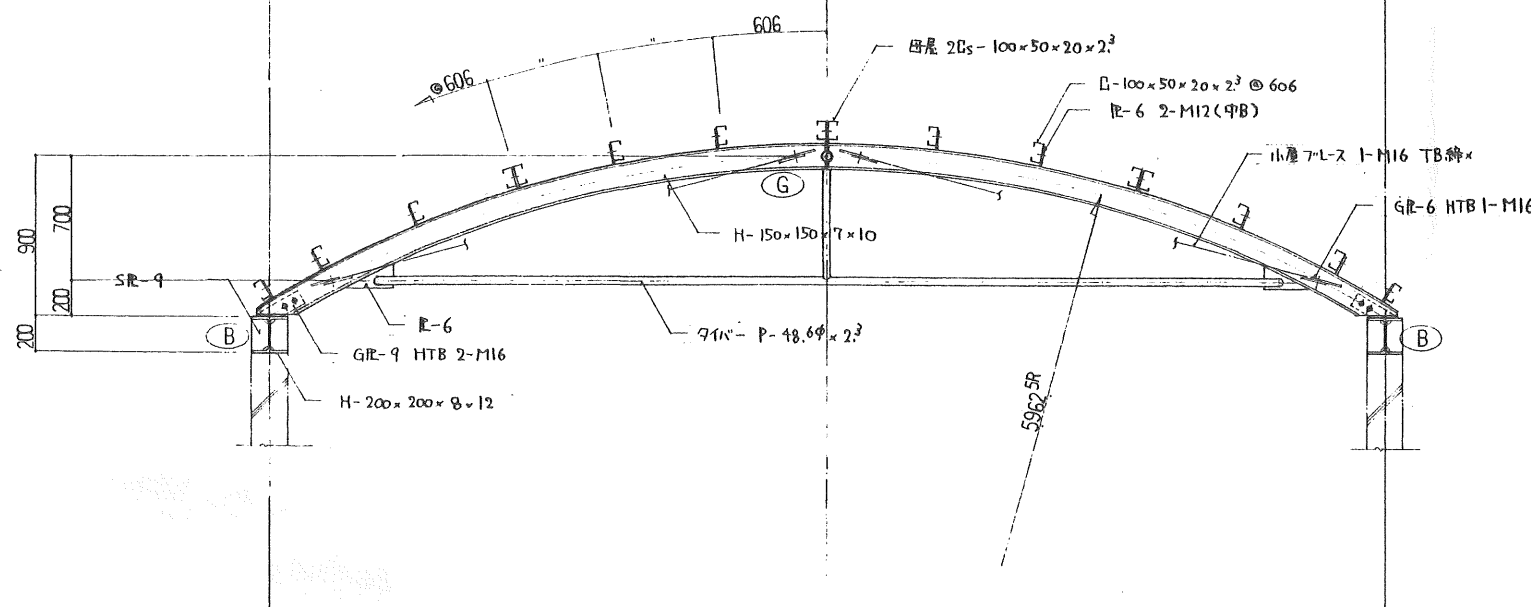 606
"
"
@606
母屋 2Cs-100×50×20×2.³
C-100×50×20×2.³ @606
PL-6 2-M12(中B)
小屋ブレース 1-M16 TB締メ
GPL-6 HTB 1-M16
G
H-150×150×7×10
900
700
200
200
SPL-9
B
PL-6
GPL-9 HTB 2-M16
H-200×200×8×12
タイバー P-48.6φ×2.³
5962.5R
B